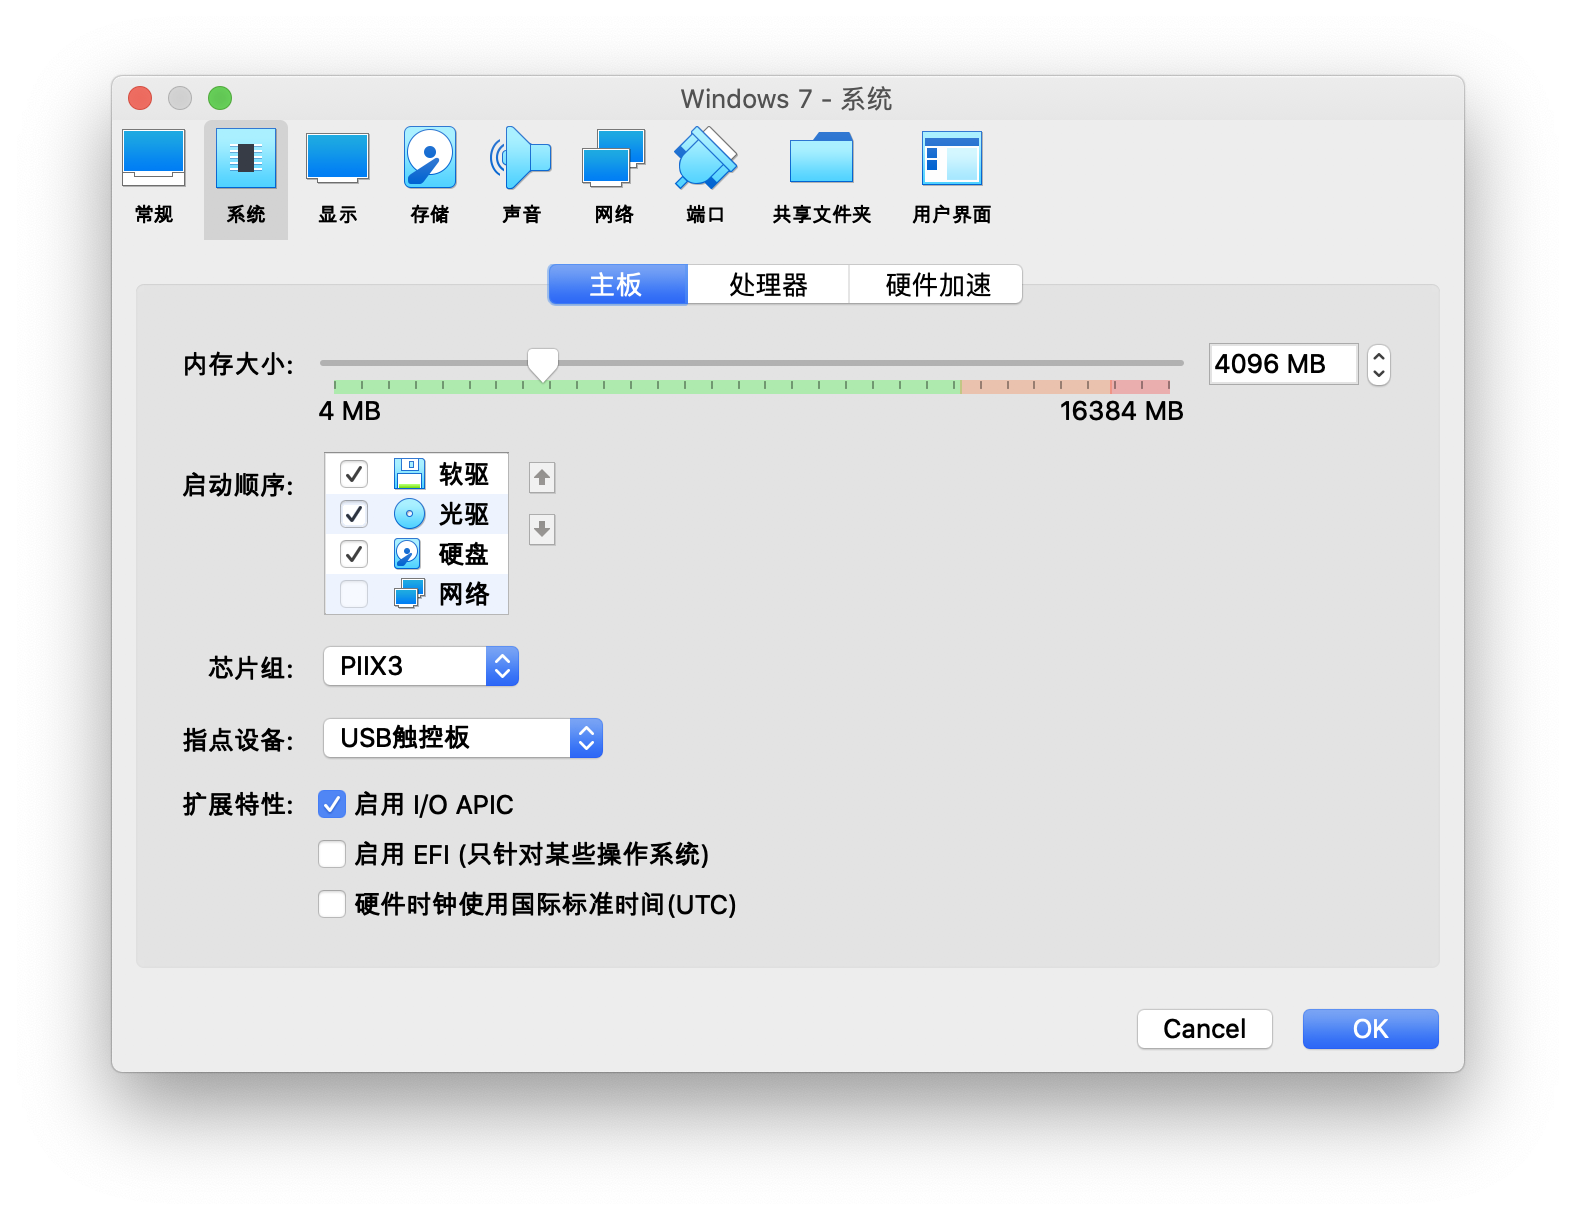 Windows 7 - 系统
常规 系统 显示 存储 声音 网络 端口 共享文件夹 用户界面
主板 处理器 硬件加速
内存大小: 4096 MB
4 MB 16384 MB
启动顺序: 软驱
光驱
硬盘
网络
芯片组: PIIX3
指点设备: USB触控板
扩展特性: 启用 I/O APIC
启用 EFI (只针对某些操作系统)
硬件时钟使用国际标准时间(UTC)
Cancel OK